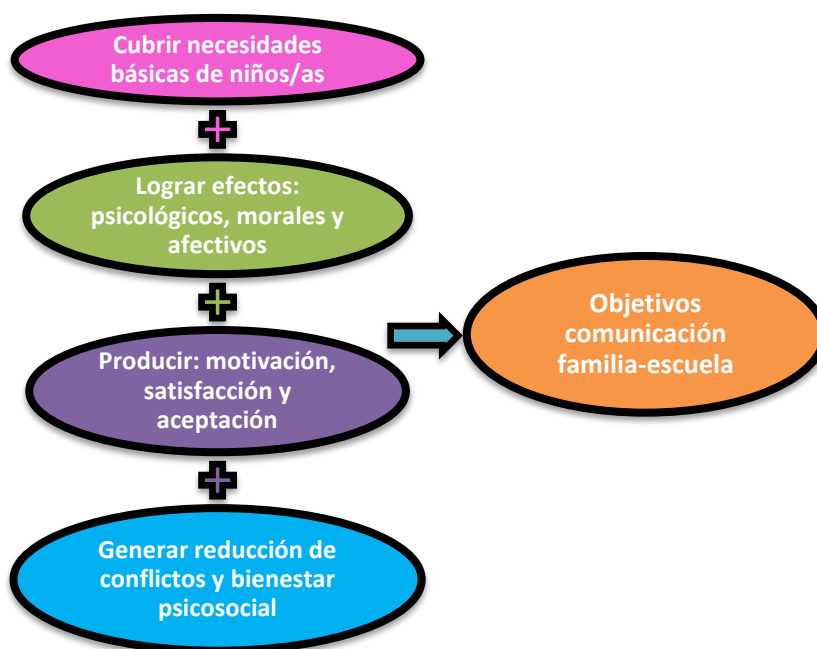 Cubrir necesidades
básicas de niños/as
Lograr efectos:
psicológicos, morales y
afectivos
Producir: motivación,
satisfacción y
aceptación
Generar reducción de
conflictos y bienestar
psicosocial
Objetivos
comunicación
familia-escuela